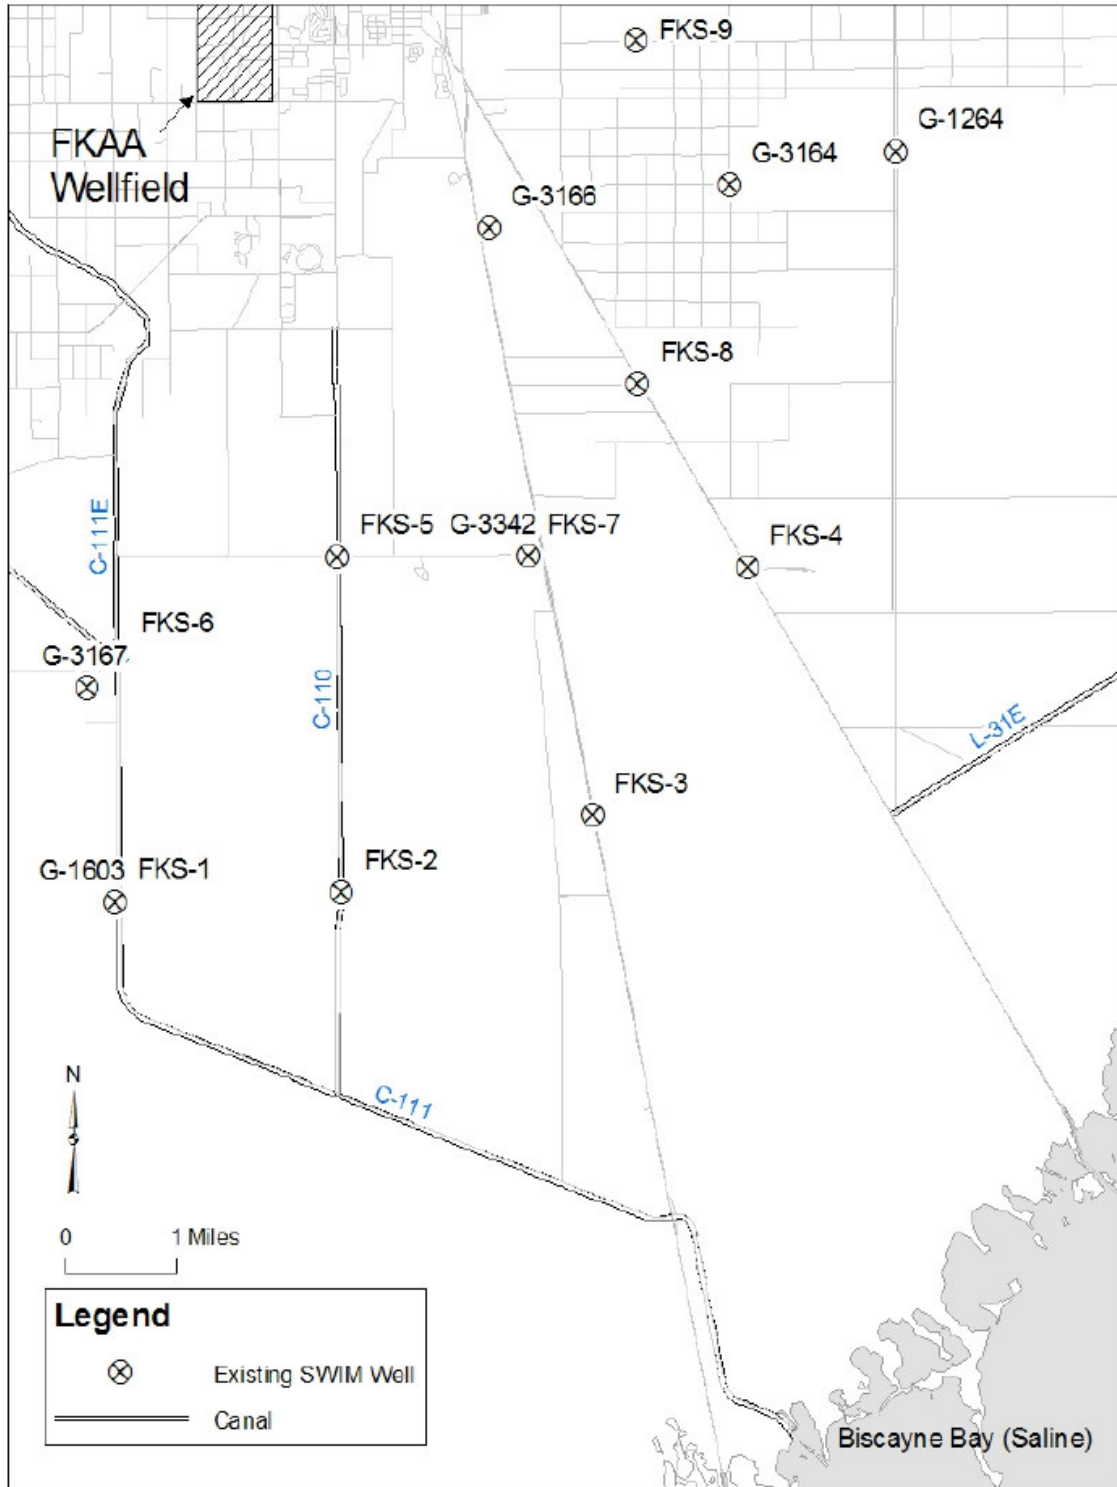 FKS-9
G-1264
FKAA
Wellfield
G-3164
G-3166
FKS-8
C-111E
FKS-5
G-3342
FKS-7
FKS-4
FKS-6
G-3167
C-110
L-31E
FKS-3
G-1603
FKS-1
FKS-2
N
C-111
0
1 Miles
Legend
Existing SWIM Well
Canal
Biscayne Bay (Saline)